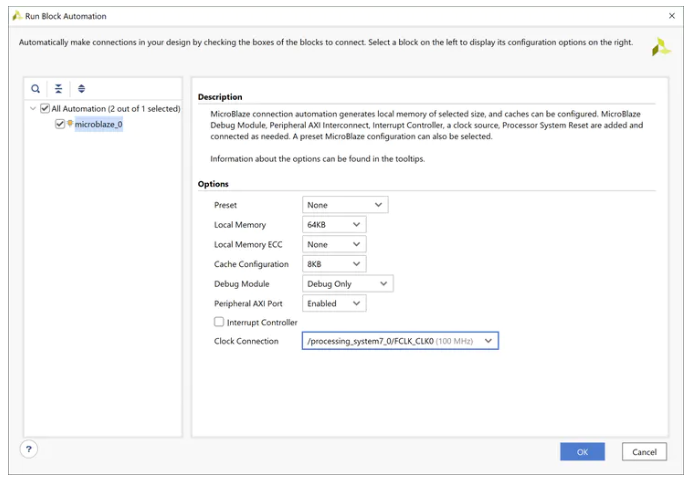 Run Block Automation
Automatically make connections in your design by checking the boxes of the blocks to connect. Select a block on the left to display its configuration options on the right.
All Automation (2 out of 1 selected)
microblaze_0
Description
MicroBlaze connection automation generates local memory of selected size, and caches can be configured. MicroBlaze
Debug Module, Peripheral AXI Interconnect, Interrupt Controller, a clock source, Processor System Reset are added and
connected as needed. A preset MicroBlaze configuration can also be selected.
Information about the options can be found in the tooltips.
Options
Preset None
Local Memory 64KB
Local Memory ECC None
Cache Configuration 8KB
Debug Module Debug Only
Peripheral AXI Port Enabled
Interrupt Controller
Clock Connection /processing_system7_0/FCLK_CLK0 (100 MHz)
?
OK Cancel